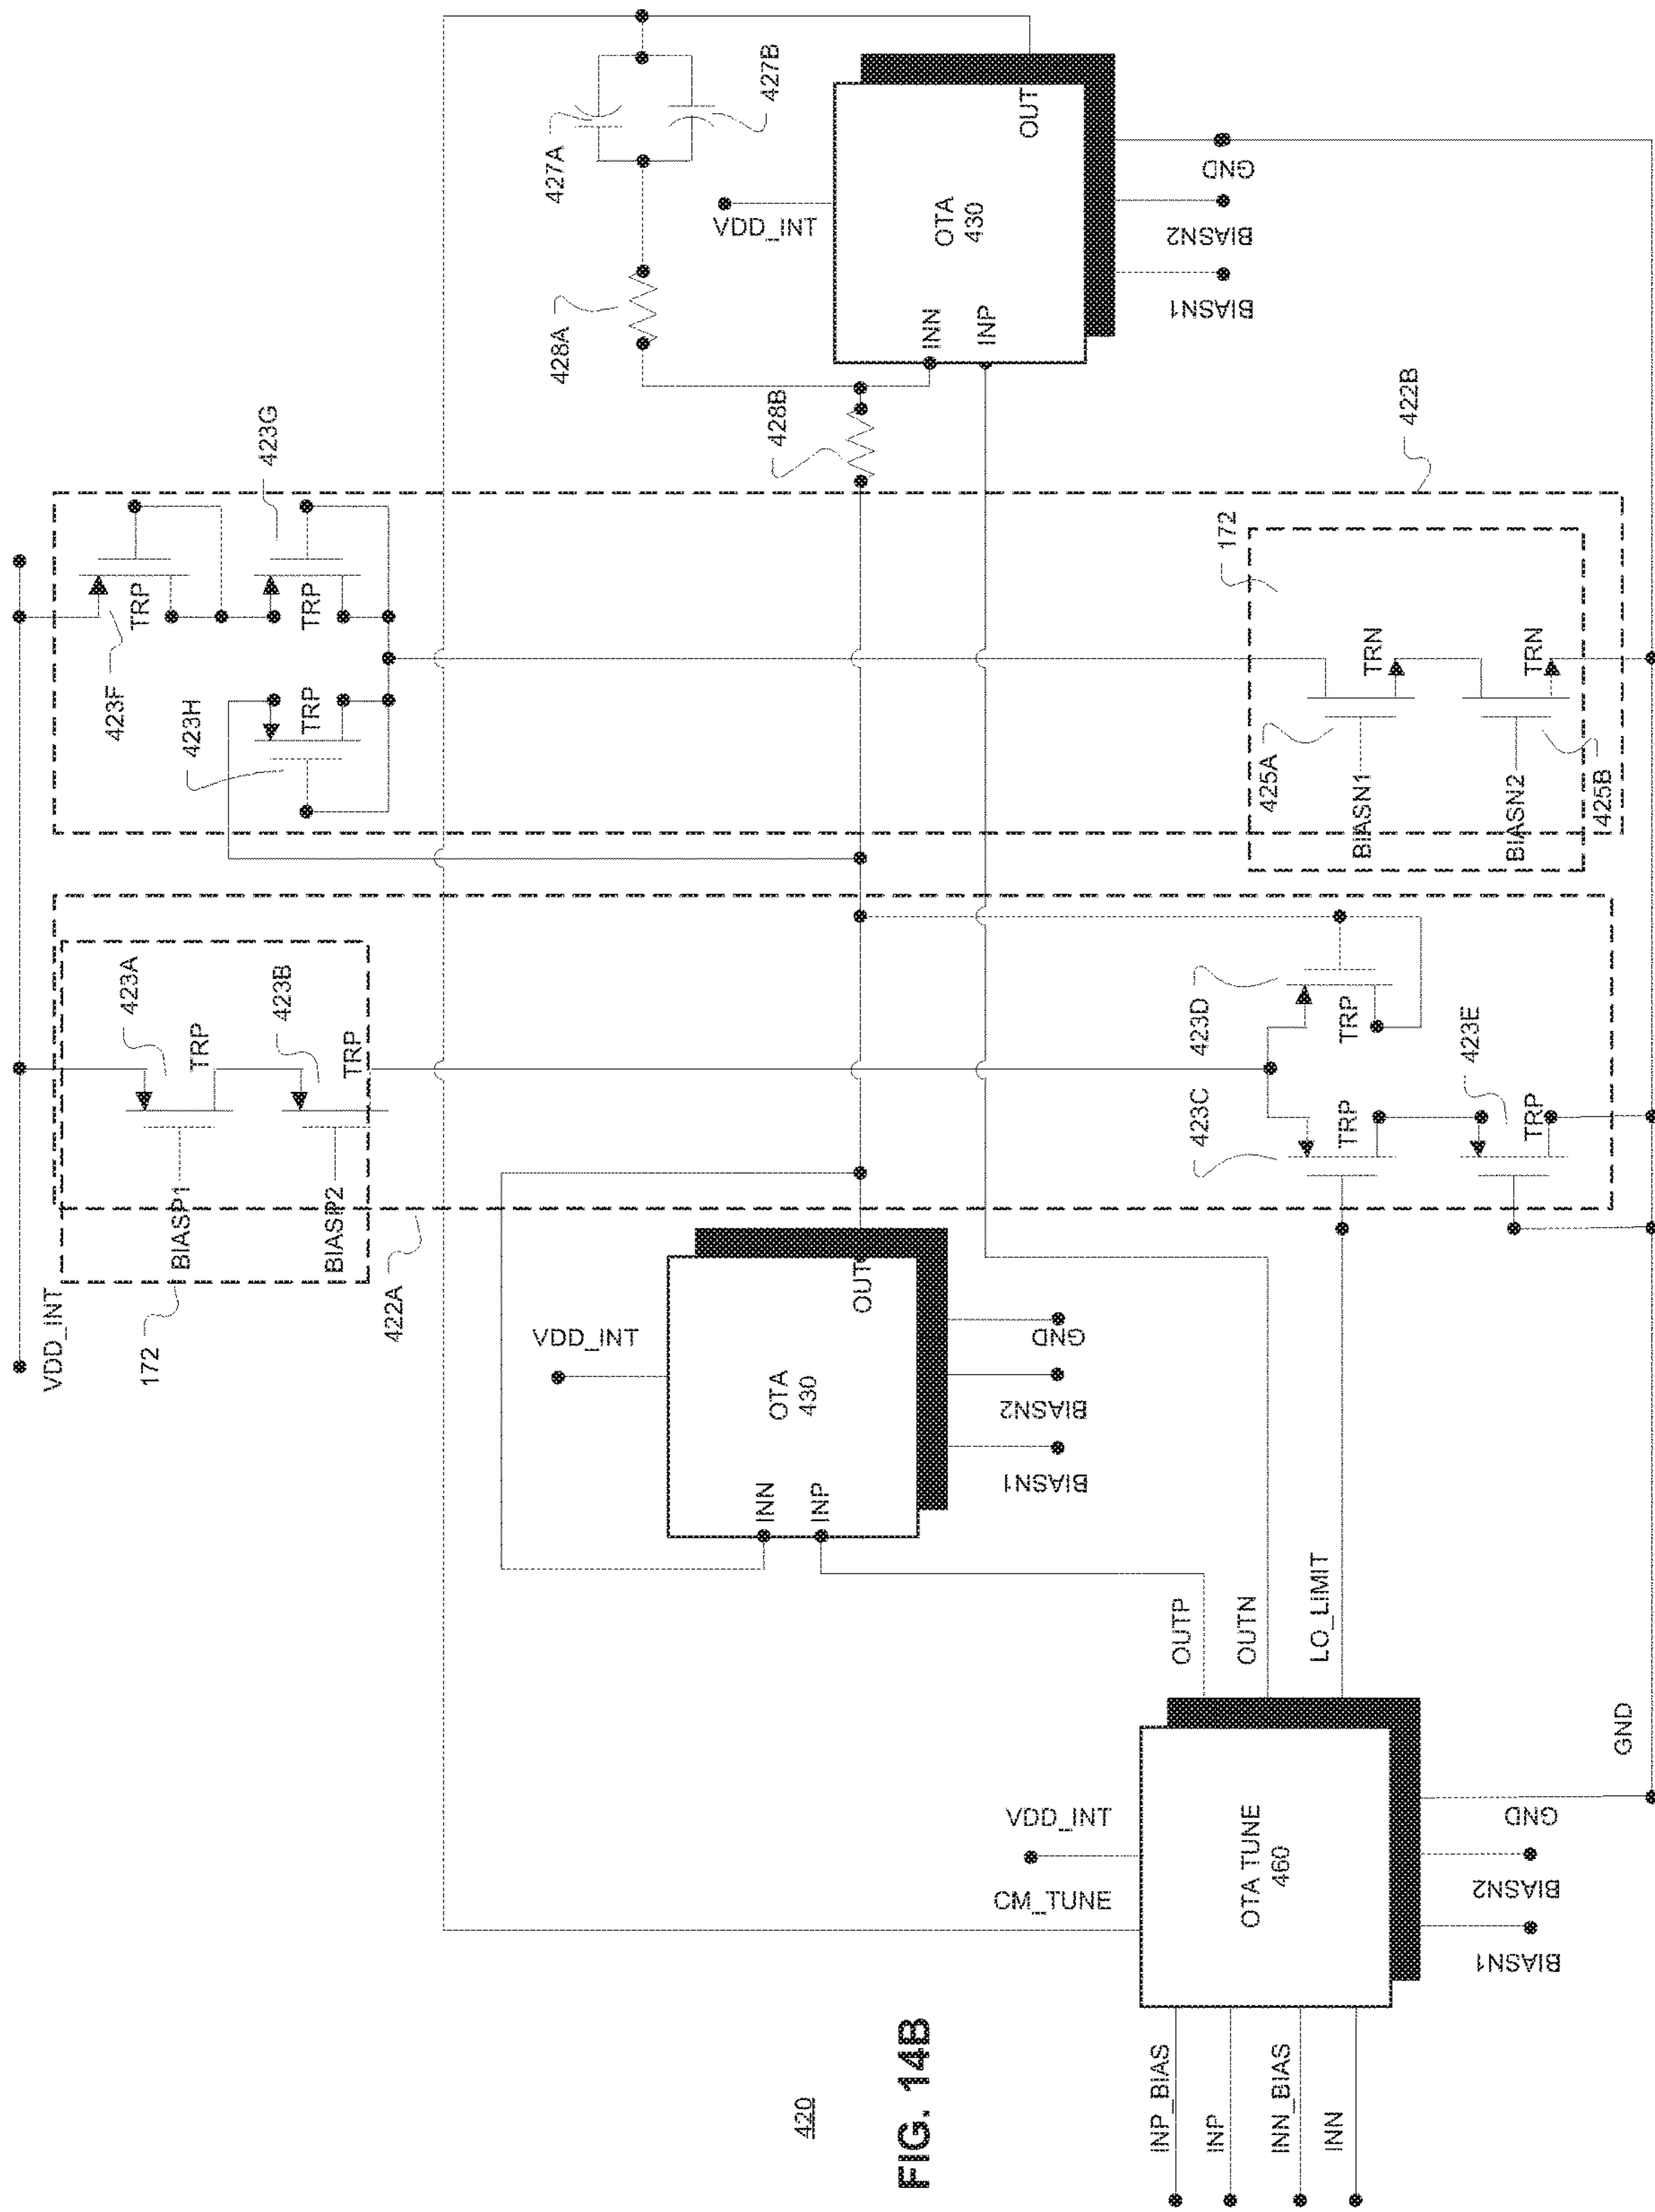 VDD_INT
172
BIASP1
BIASP2
422A
423A
TRP
423B
TRP
423F
TRP
423G
TRP
423H
TRP
427A
427B
428A
428B
VDD_INT
OTA
430
INN
INP
OUT
BIASN1
BIASN2
GND
VDD_INT
OTA
430
INN
INP
OUT
BIASN1
BIASN2
GND
423C
TRP
423D
TRP
423E
TRP
172
422B
425A
TRN
BIASN1
425B
TRN
BIASN2
OUTP
OUTN
LO_LIMIT
GND
CM_TUNE
VDD_INT
OTA TUNE
460
INP_BIAS
INP
INN_BIAS
INN
BIASN1
BIASN2
GND
420
FIG. 14B